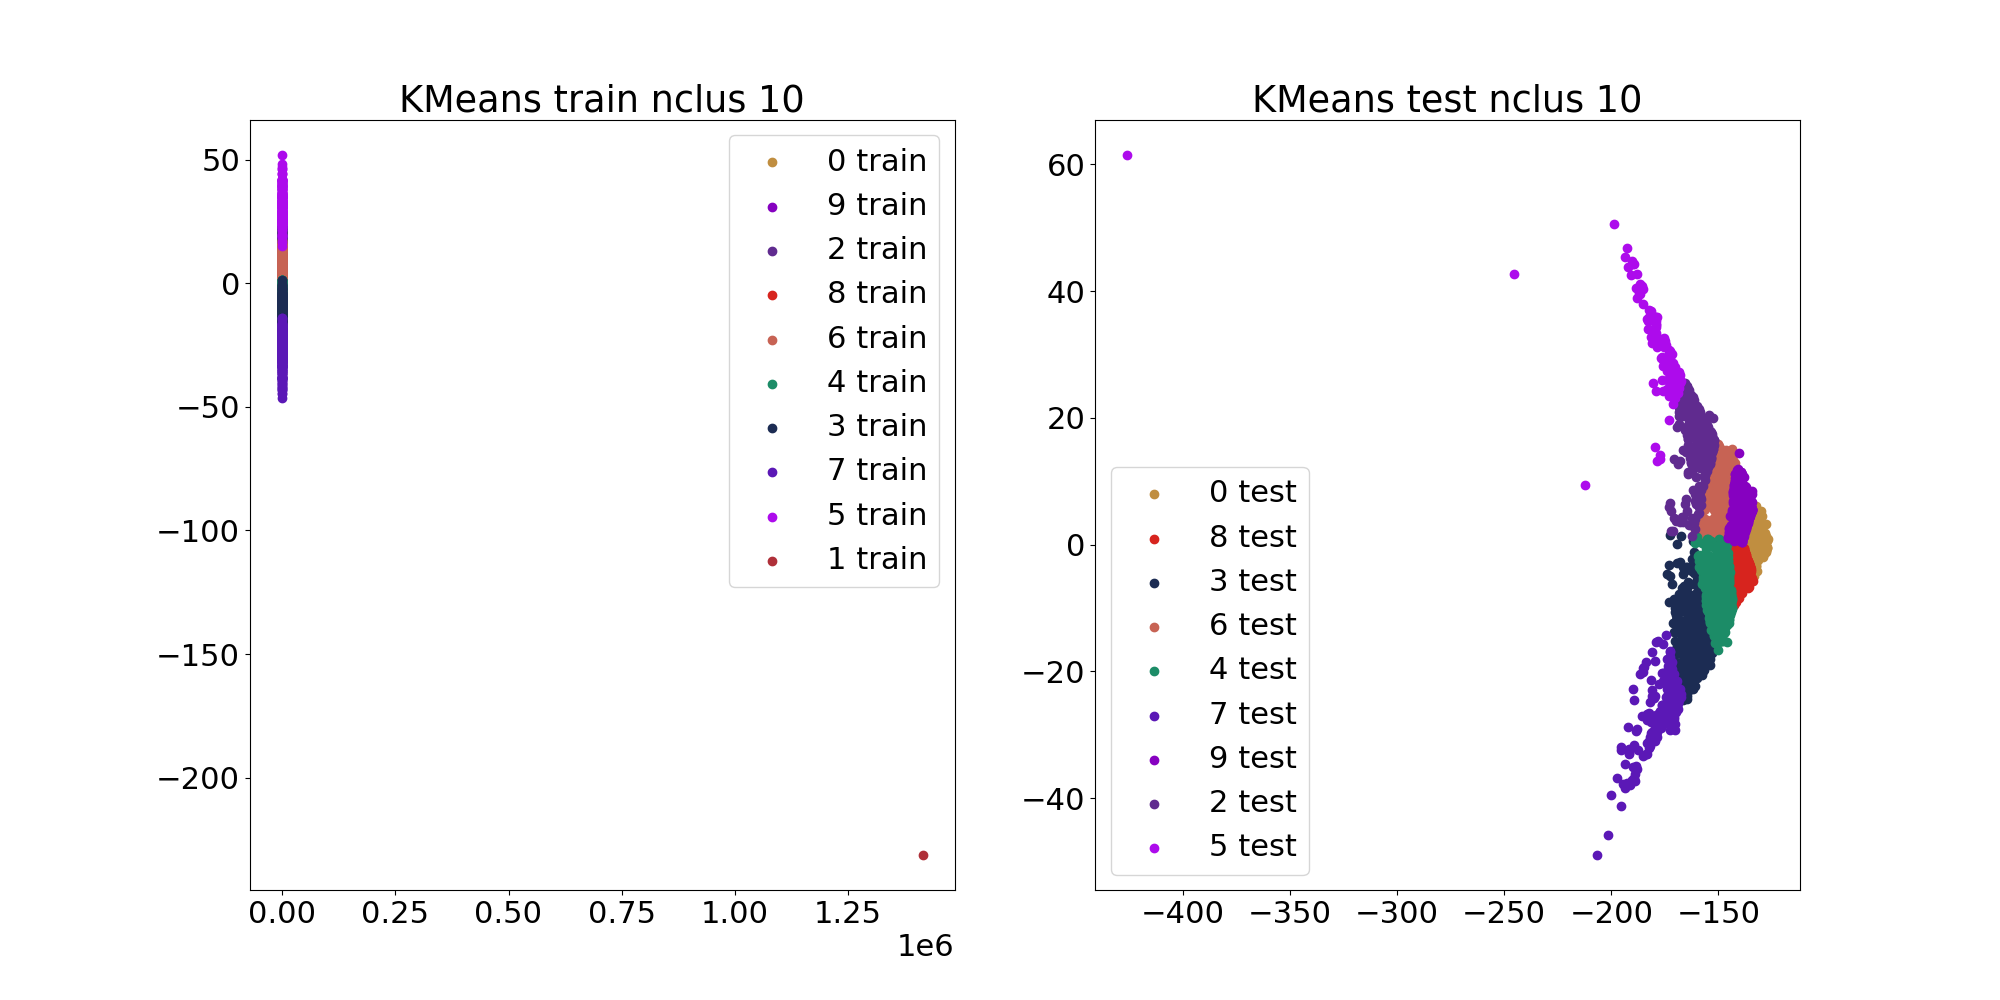 KMeans train nclus 10
50
0
−50
−100
−150
−200
0.00 0.25 0.50 0.75 1.00 1.25
1e6
0 train
9 train
2 train
8 train
6 train
4 train
3 train
7 train
5 train
1 train
KMeans test nclus 10
60
40
20
0
−20
−40
−400 −350 −300 −250 −200 −150
0 test
8 test
3 test
6 test
4 test
7 test
9 test
2 test
5 test